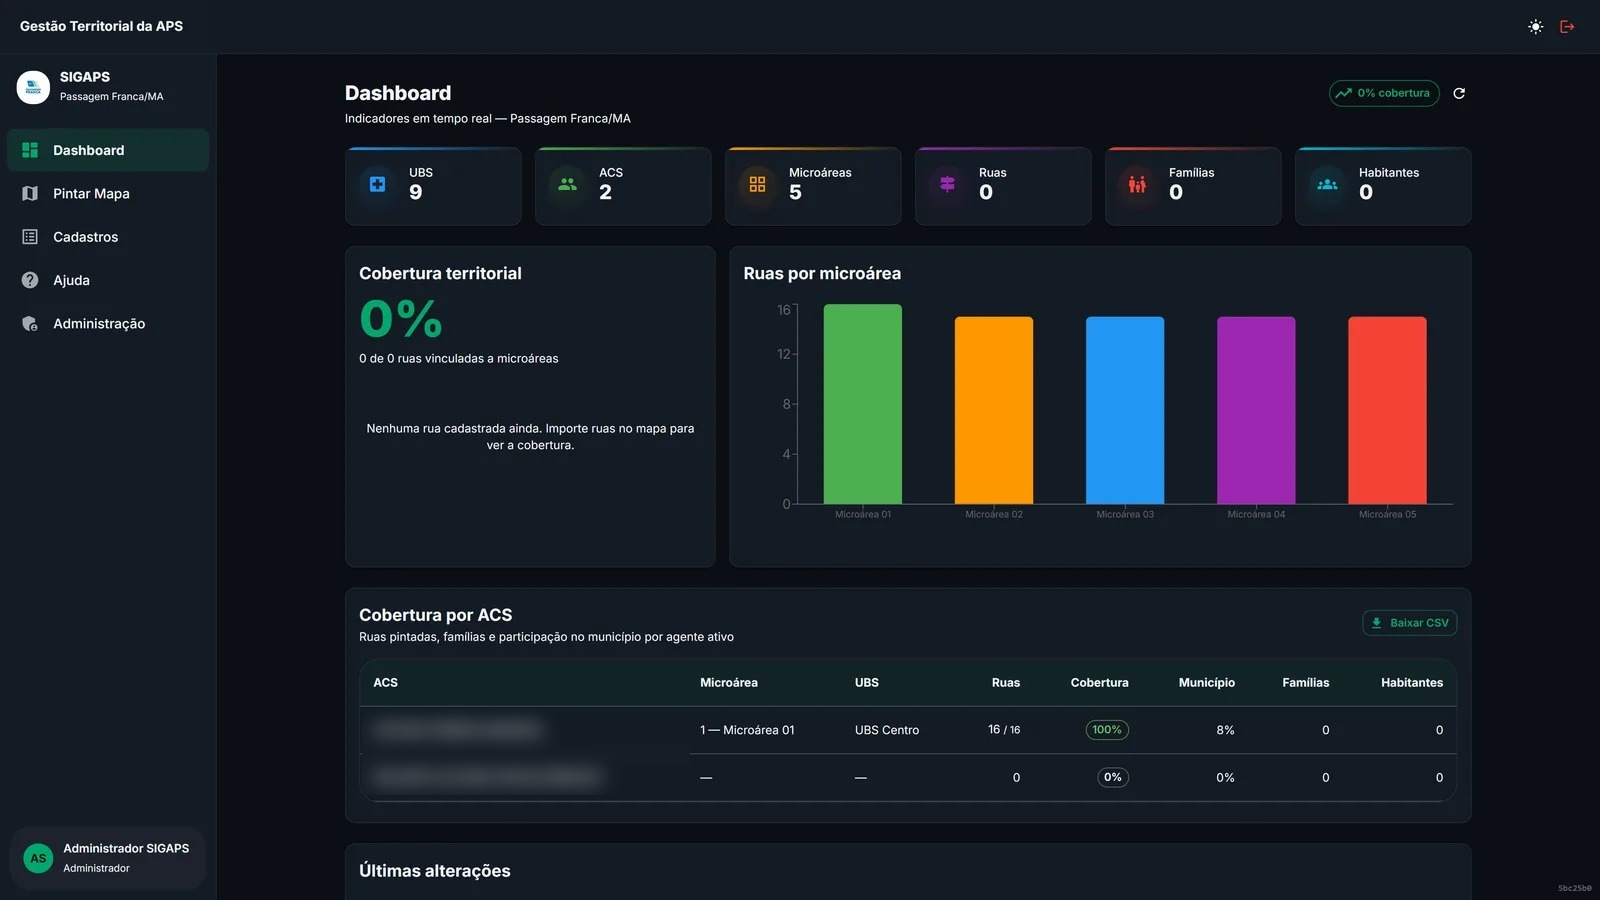 Gestão Territorial da APS
SIGAPS
Passagem Franca/MA
Dashboard
Pintar Mapa
Cadastros
Ajuda
Administração
Administrador SIGAPS
AS
Administrador
Dashboard
Indicadores em tempo real — Passagem Franca/MA
0% cobertura
UBS
9
ACS
2
Microáreas
5
Ruas
0
Famílias
0
Habitantes
0
Cobertura territorial
0%
0 de 0 ruas vinculadas a microáreas
Nenhuma rua cadastrada ainda. Importe ruas no mapa para
ver a cobertura.
Ruas por microárea
16
12
8
4
0
Microárea 01 Microárea 02 Microárea 03 Microárea 04 Microárea 05
Cobertura por ACS
Ruas pintadas, famílias e participação no município por agente ativo
Baixar CSV
ACS Microárea UBS Ruas Cobertura Município Famílias Habitantes
1 — Microárea 01 UBS Centro 16 / 16 100% 8% 0 0
— — 0 0% 0% 0 0
Últimas alterações
5bc25b0